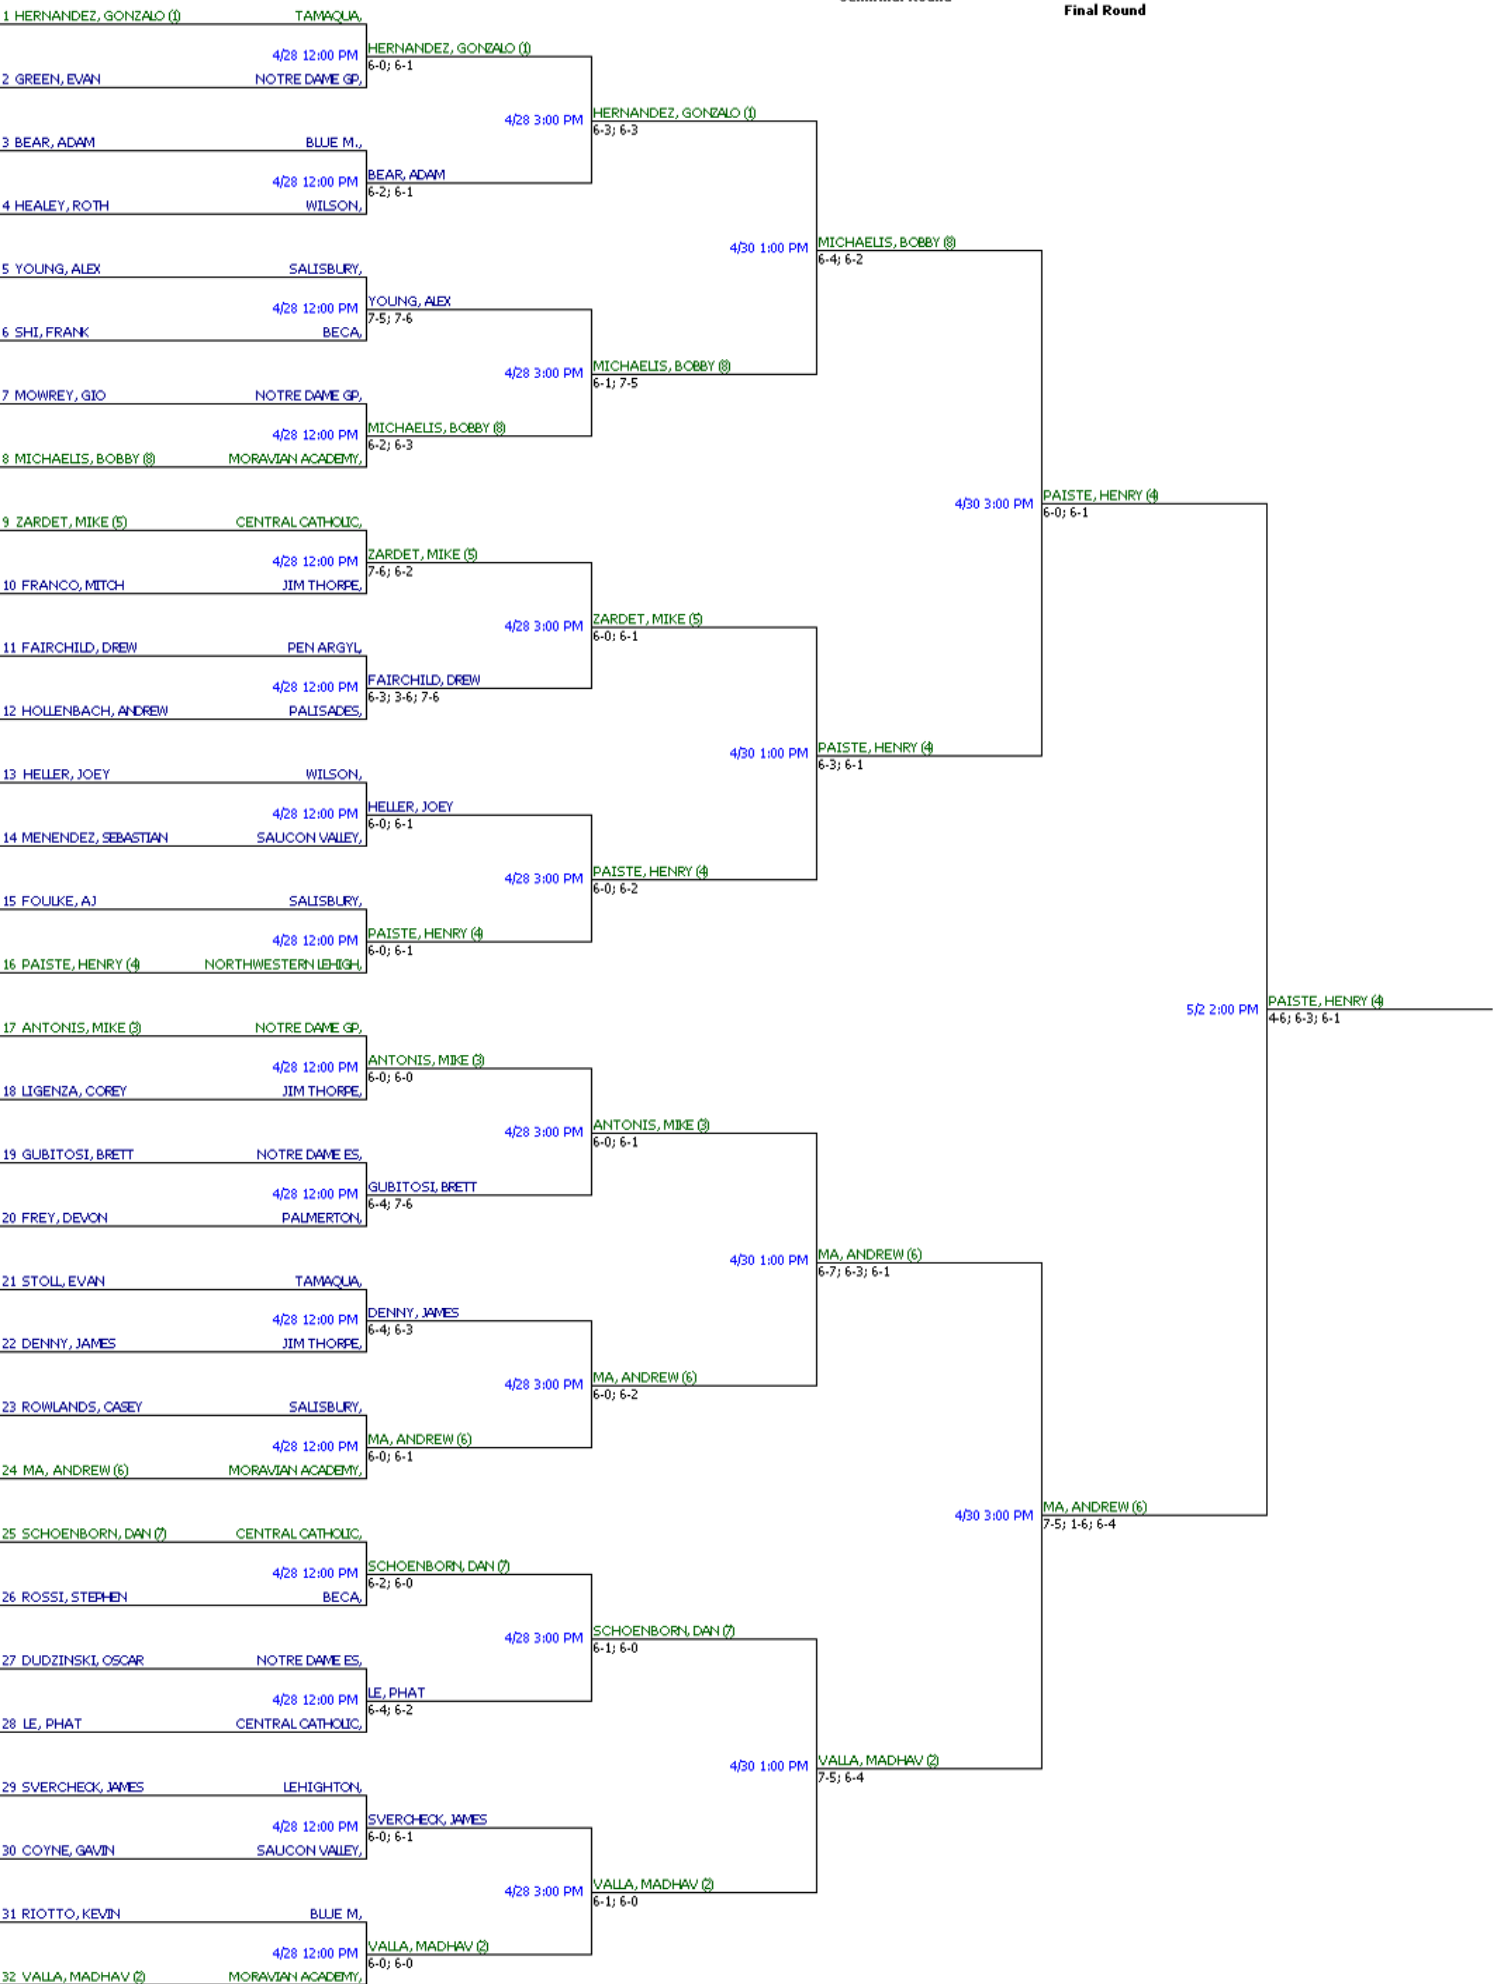 Final Round
1 HERNANDEZ, GONZALO (1) TAMAQUA,
4/28 12:00 PM HERNANDEZ, GONZALO (1)
6-0; 6-1
2 GREEN, EVAN NOTRE DAME GP,
4/28 3:00 PM HERNANDEZ, GONZALO (1)
6-3; 6-3
3 BEAR, ADAM BLUE M.,
4/28 12:00 PM BEAR, ADAM
6-2; 6-1
4 HEALEY, ROTH WILSON,
4/30 1:00 PM MICHAELIS, BOBBY (8)
6-4; 6-2
5 YOUNG, ALEX SALISBURY,
4/28 12:00 PM YOUNG, ALEX
7-5; 7-6
6 SHI, FRANK BECA,
4/28 3:00 PM MICHAELIS, BOBBY (8)
6-1; 7-5
7 MOWREY, GIO NOTRE DAME GP,
4/28 12:00 PM MICHAELIS, BOBBY (8)
6-2; 6-3
8 MICHAELIS, BOBBY (8) MORAVIAN ACADEMY,
4/30 3:00 PM PAISTE, HENRY (4)
6-0; 6-1
9 ZARDET, MIKE (5) CENTRAL CATHOLIC,
4/28 12:00 PM ZARDET, MIKE (5)
7-6; 6-2
10 FRANCO, MITCH JIM THORPE,
4/28 3:00 PM ZARDET, MIKE (5)
6-0; 6-1
11 FAIRCHILD, DREW PEN ARGYL,
4/28 12:00 PM FAIRCHILD, DREW
6-3; 3-6; 7-6
12 HOLLENBACH, ANDREW PALISADES,
4/30 1:00 PM PAISTE, HENRY (4)
6-3; 6-1
13 HELLER, JOEY WILSON,
4/28 12:00 PM HELLER, JOEY
6-0; 6-1
14 MENENDEZ, SEBASTIAN SAUCON VALLEY,
4/28 3:00 PM PAISTE, HENRY (4)
6-0; 6-2
15 FOULKE, AJ SALISBURY,
4/28 12:00 PM PAISTE, HENRY (4)
6-0; 6-1
16 PAISTE, HENRY (4) NORTHWESTERN LEHIGH,
5/2 2:00 PM PAISTE, HENRY (4)
4-6; 6-3; 6-1
17 ANTONIS, MIKE (3) NOTRE DAME GP,
4/28 12:00 PM ANTONIS, MIKE (3)
6-0; 6-0
18 LIGENZA, COREY JIM THORPE,
4/28 3:00 PM ANTONIS, MIKE (3)
6-0; 6-1
19 GUBITOSI, BRETT NOTRE DAME ES,
4/28 12:00 PM GUBITOSI, BRETT
6-4; 7-6
20 FREY, DEVON PALMERTON,
4/30 1:00 PM MA, ANDREW (6)
6-7; 6-3; 6-1
21 STOLL, EVAN TAMAQUA,
4/28 12:00 PM DENNY, JAMES
6-4; 6-3
22 DENNY, JAMES JIM THORPE,
4/28 3:00 PM MA, ANDREW (6)
6-0; 6-2
23 ROWLANDS, CASEY SALISBURY,
4/28 12:00 PM MA, ANDREW (6)
6-0; 6-1
24 MA, ANDREW (6) MORAVIAN ACADEMY,
4/30 3:00 PM MA, ANDREW (6)
7-5; 1-6; 6-4
25 SCHOENBORN, DAN (7) CENTRAL CATHOLIC,
4/28 12:00 PM SCHOENBORN, DAN (7)
6-2; 6-0
26 ROSSI, STEPHEN BECA,
4/28 3:00 PM SCHOENBORN, DAN (7)
6-1; 6-0
27 DUDZINSKI, OSCAR NOTRE DAME ES,
4/28 12:00 PM LE, PHAT
6-4; 6-2
28 LE, PHAT CENTRAL CATHOLIC,
4/30 1:00 PM VALLA, MADHAV (2)
7-5; 6-4
29 SVERCHECK, JAMES LEHIGHTON,
4/28 12:00 PM SVERCHECK, JAMES
6-0; 6-1
30 COYNE, GAVIN SAUCON VALLEY,
4/28 3:00 PM VALLA, MADHAV (2)
6-1; 6-0
31 RIOTTO, KEVIN BLUE M,
4/28 12:00 PM VALLA, MADHAV (2)
6-0; 6-0
32 VALLA, MADHAV (2) MORAVIAN ACADEMY,